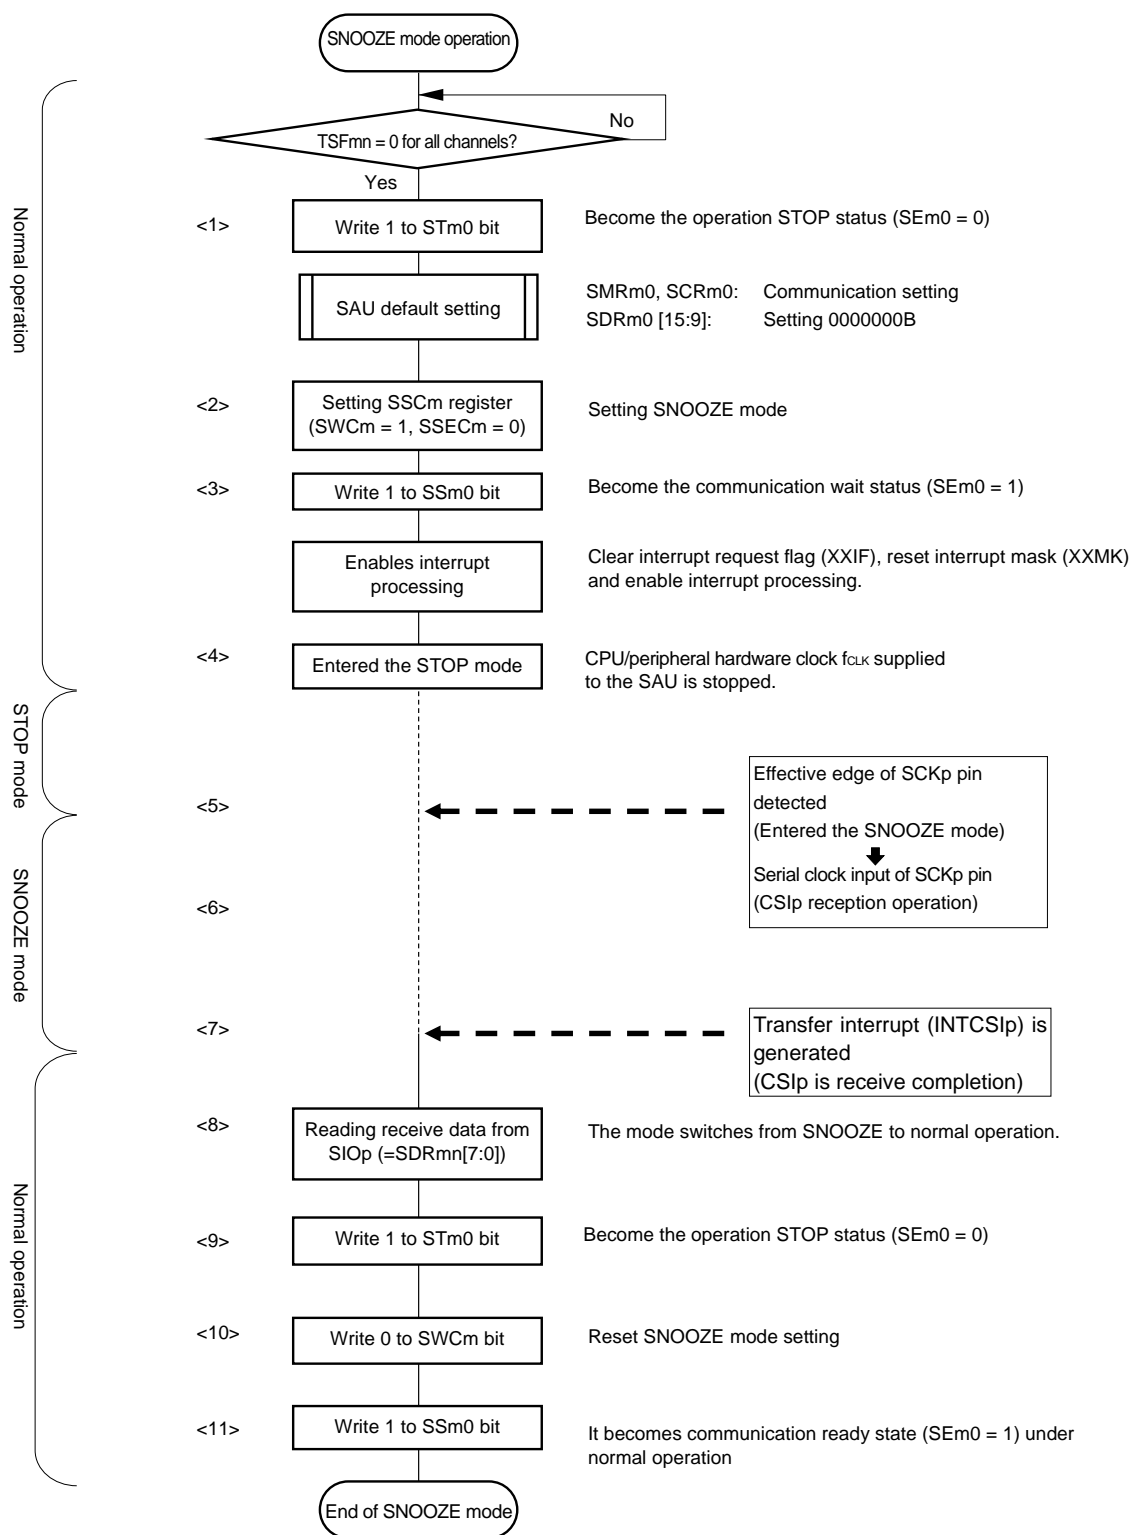 SNOOZE mode operation
No
TSFmn = 0 for all channels?
Yes
Normal operation
<1>
Write 1 to STm0 bit
Become the operation STOP status (SEm0 = 0)
SAU default setting
SMRm0, SCRm0: Communication setting
SDRm0 [15:9]: Setting 0000000B
<2>
Setting SSCm register
(SWCm = 1, SSECm = 0)
Setting SNOOZE mode
<3>
Write 1 to SSm0 bit
Become the communication wait status (SEm0 = 1)
Enables interrupt
processing
Clear interrupt request flag (XXIF), reset interrupt mask (XXMK)
and enable interrupt processing.
<4>
Entered the STOP mode
CPU/peripheral hardware clock fCLK supplied
to the SAU is stopped.
STOP mode
<5>
Effective edge of SCKp pin
detected
(Entered the SNOOZE mode)
Serial clock input of SCKp pin
(CSIp reception operation)
SNOOZE mode
<6>
<7>
Transfer interrupt (INTCSIp) is
generated
(CSIp is receive completion)
Normal operation
<8>
Reading receive data from
SIOp (=SDRmn[7:0])
The mode switches from SNOOZE to normal operation.
<9>
Write 1 to STm0 bit
Become the operation STOP status (SEm0 = 0)
<10>
Write 0 to SWCm bit
Reset SNOOZE mode setting
<11>
Write 1 to SSm0 bit
It becomes communication ready state (SEm0 = 1) under
normal operation
End of SNOOZE mode